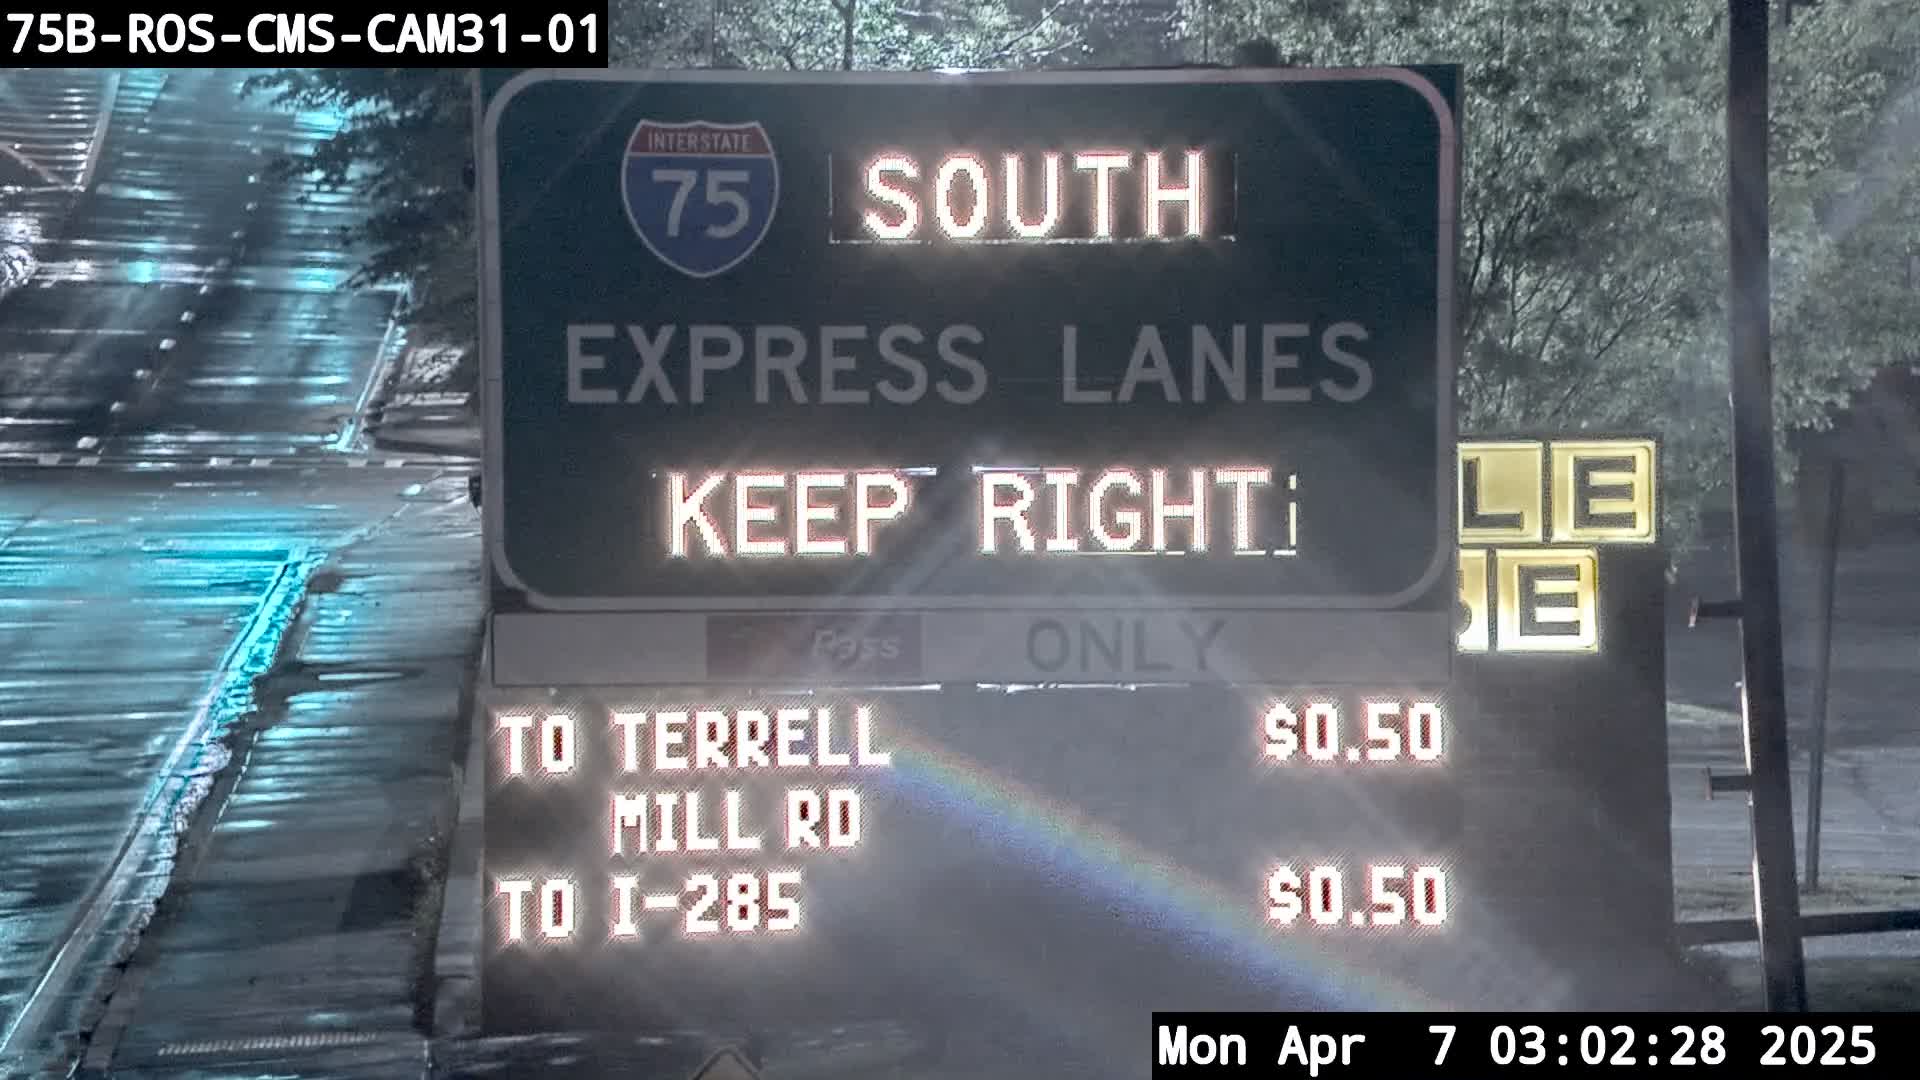 75B-ROS-CMS-CAM31-01
INTERSTATE
75
SOUTH
EXPRESS LANES
KEEP RIGHT
Pass ONLY
TO TERRELL $0.50
MILL RD
TO I-285 $0.50
LE
E
Mon Apr 7 03:02:28 2025